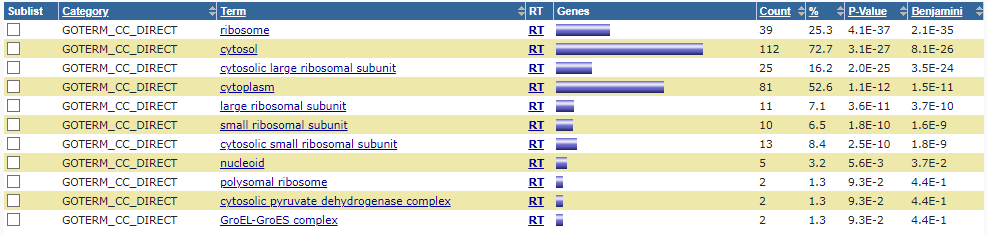 Sublist Category Term RT Genes Count % P-Value Benjamini
GOTERM_CC_DIRECT ribosome RT 39 25.3 4.1E-37 2.1E-35
GOTERM_CC_DIRECT cytosol RT 112 72.7 3.1E-27 8.1E-26
GOTERM_CC_DIRECT cytosolic large ribosomal subunit RT 25 16.2 2.0E-25 3.5E-24
GOTERM_CC_DIRECT cytoplasm RT 81 52.6 1.1E-12 1.5E-11
GOTERM_CC_DIRECT large ribosomal subunit RT 11 7.1 3.6E-11 3.7E-10
GOTERM_CC_DIRECT small ribosomal subunit RT 10 6.5 1.8E-10 1.6E-9
GOTERM_CC_DIRECT cytosolic small ribosomal subunit RT 13 8.4 2.5E-10 1.8E-9
GOTERM_CC_DIRECT nucleoid RT 5 3.2 5.6E-3 3.7E-2
GOTERM_CC_DIRECT polysomal ribosome RT 2 1.3 9.3E-2 4.4E-1
GOTERM_CC_DIRECT cytosolic pyruvate dehydrogenase complex RT 2 1.3 9.3E-2 4.4E-1
GOTERM_CC_DIRECT GroEL-GroES complex RT 2 1.3 9.3E-2 4.4E-1